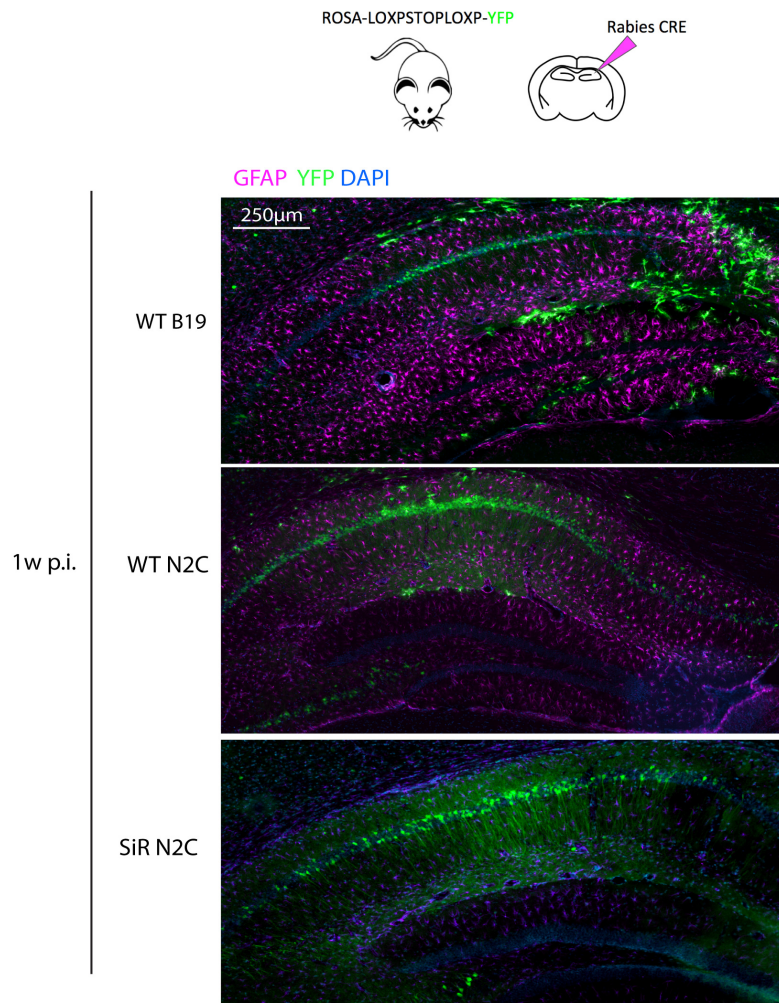 ROSA-LOXPSTOPLOXP-YFP
Rabies CRE
GFAP YFP DAPI
250µm
WT B19
1w p.i.
WT N2C
SiR N2C